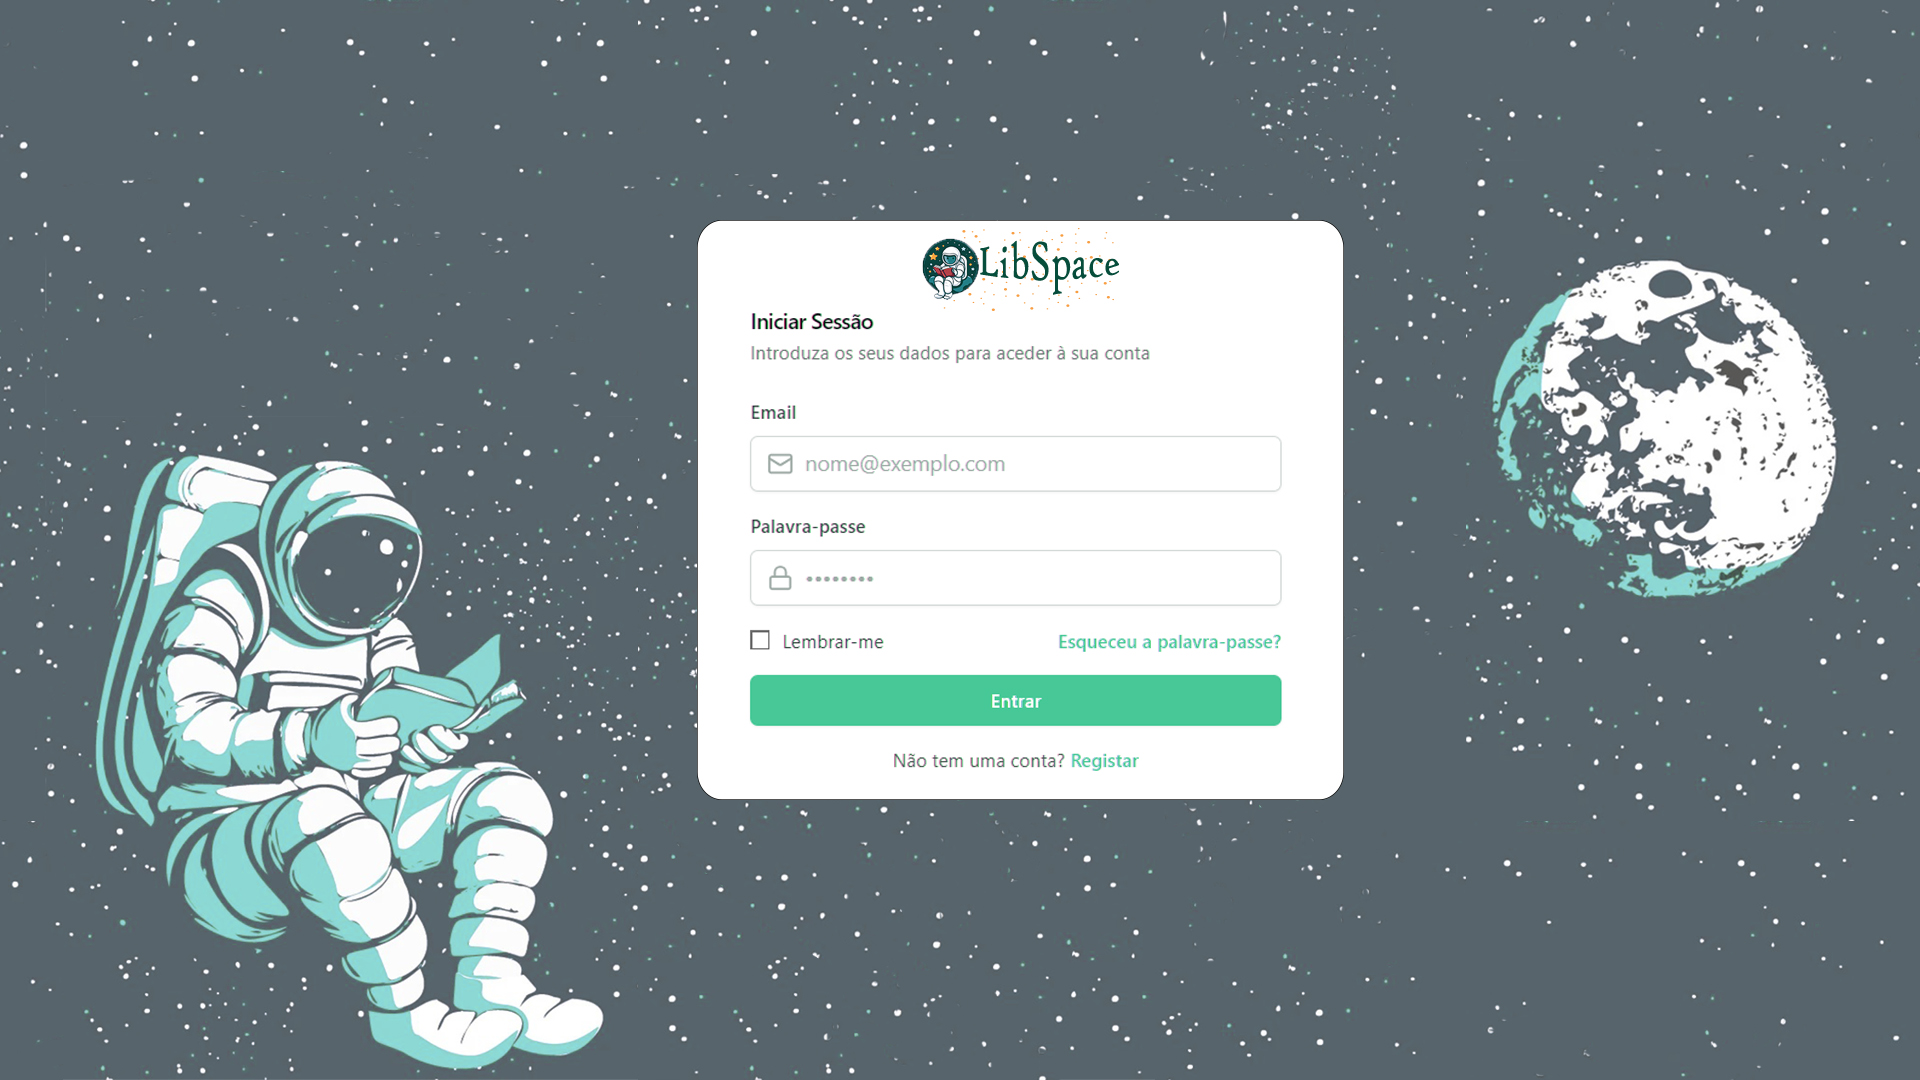 LibSpace
Iniciar Sessão
Introduza os seus dados para aceder à sua conta
Email
nome@exemplo.com
Palavra-passe
••••••••
Lembrar-me Esqueceu a palavra-passe?
Entrar
Não tem uma conta? Registar